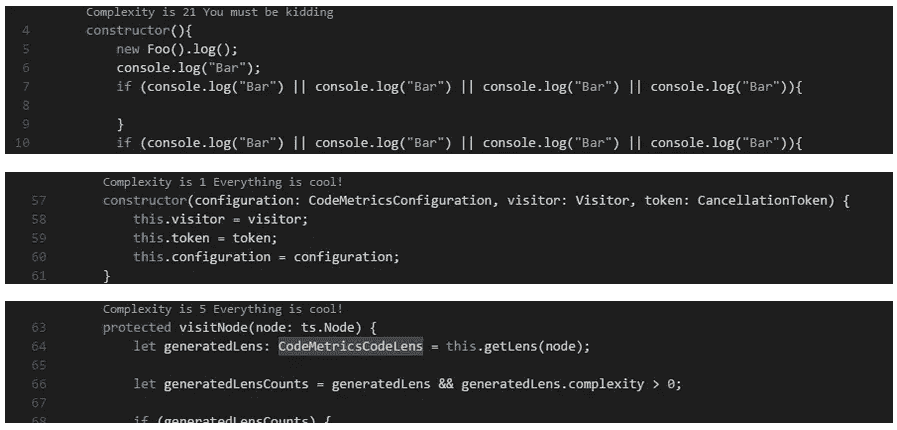 Complexity is 21 You must be kidding
4 constructor(){
5 new Foo().log();
6 console.log("Bar");
7 if (console.log("Bar") || console.log("Bar") || console.log("Bar") || console.log("Bar")){
8
9 }
10 if (console.log("Bar") || console.log("Bar") || console.log("Bar") || console.log("Bar")){
Complexity is 1 Everything is cool!
57 constructor(configuration: CodeMetricsConfiguration, visitor: Visitor, token: CancellationToken) {
58 this.visitor = visitor;
59 this.token = token;
60 this.configuration = configuration;
61 }
Complexity is 5 Everything is cool!
63 protected visitNode(node: ts.Node) {
64 let generatedLens: CodeMetricsCodeLens = this.getLens(node);
65
66 let generatedLensCounts = generatedLens && generatedLens.complexity > 0;
67
68 if (generatedLensCounts) {